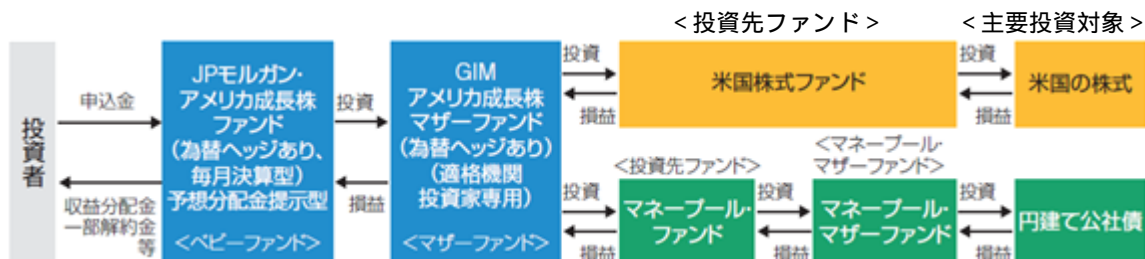 <投資先ファンド>
<主要投資対象>
投資者
申込金
収益分配金
一部解約金
等
JPモルガン・
アメリカ成長株
ファンド
(為替ヘッジあり、
毎月決算型)
予想分配金提示型
<ベビーファンド>
投資
損益
GIM
アメリカ成長株
マザーファンド
(為替ヘッジあり)
(適格機関
投資家専用)
<マザーファンド>
投資
損益
米国株式ファンド
投資
損益
米国の株式
投資
損益
<投資先ファンド>
マネープール・
ファンド
投資
損益
<マネープール・
マザーファンド>
マネープール・
マザーファンド
投資
損益
円建て公社債